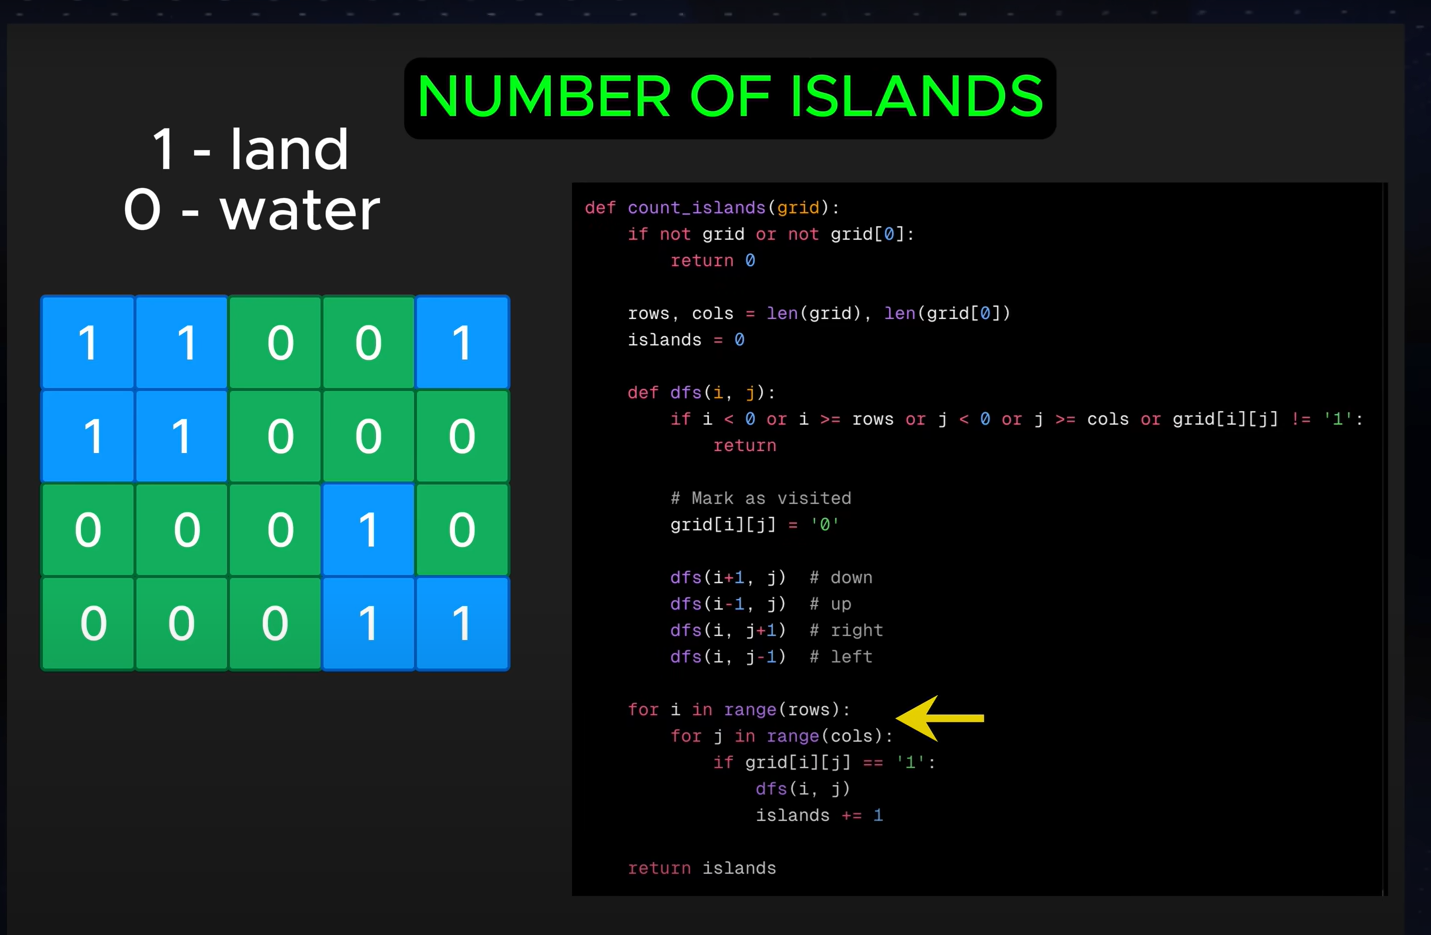 NUMBER OF ISLANDS
1 - land
0 - water
1 1 0 0 1
1 1 0 0 0
0 0 0 1 0
0 0 0 1 1
def count_islands(grid):
    if not grid or not grid[0]:
        return 0

    rows, cols = len(grid), len(grid[0])
    islands = 0

    def dfs(i, j):
        if i < 0 or i >= rows or j < 0 or j >= cols or grid[i][j] != '1':
            return

        # Mark as visited
        grid[i][j] = '0'

        dfs(i+1, j)  # down
        dfs(i-1, j)  # up
        dfs(i, j+1)  # right
        dfs(i, j-1)  # left

    for i in range(rows):
        for j in range(cols):
            if grid[i][j] == '1':
                dfs(i, j)
                islands += 1

    return islands